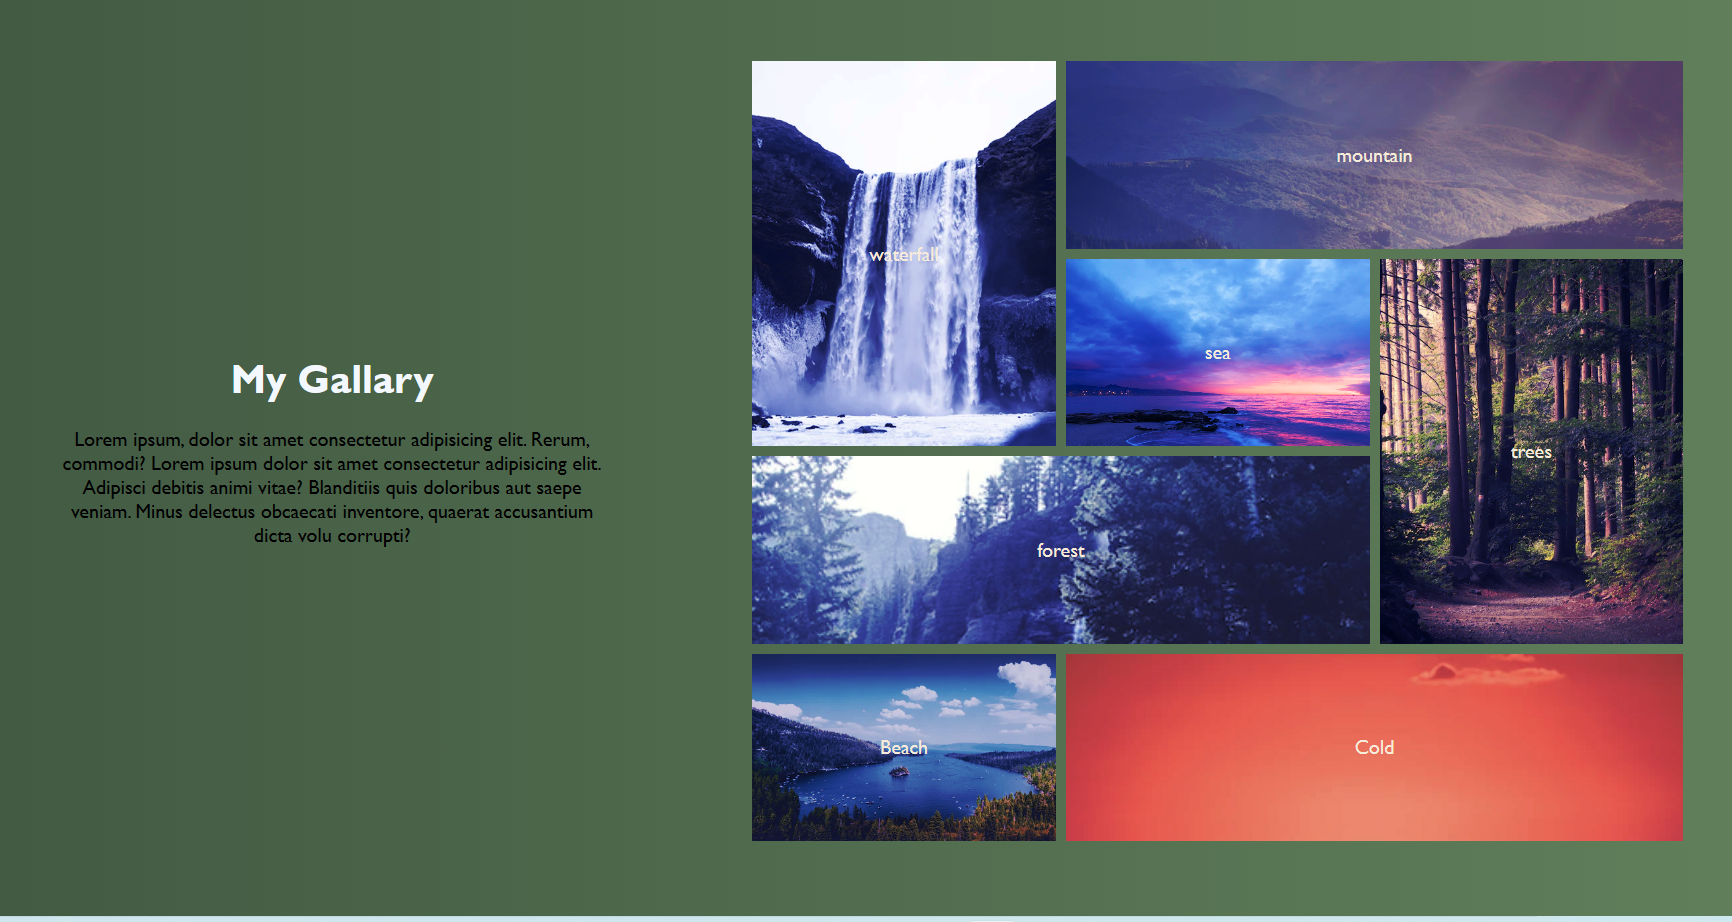 My Gallary
Lorem ipsum, dolor sit amet consectetur adipisicing elit. Rerum,
commodi? Lorem ipsum dolor sit amet consectetur adipisicing elit.
Adipisci debitis animi vitae? Blanditiis quis doloribus aut saepe
veniam. Minus delectus obcaecati inventore, quaerat accusantium
dicta volu corrupti?
waterfall
mountain
sea
trees
forest
Beach
Cold